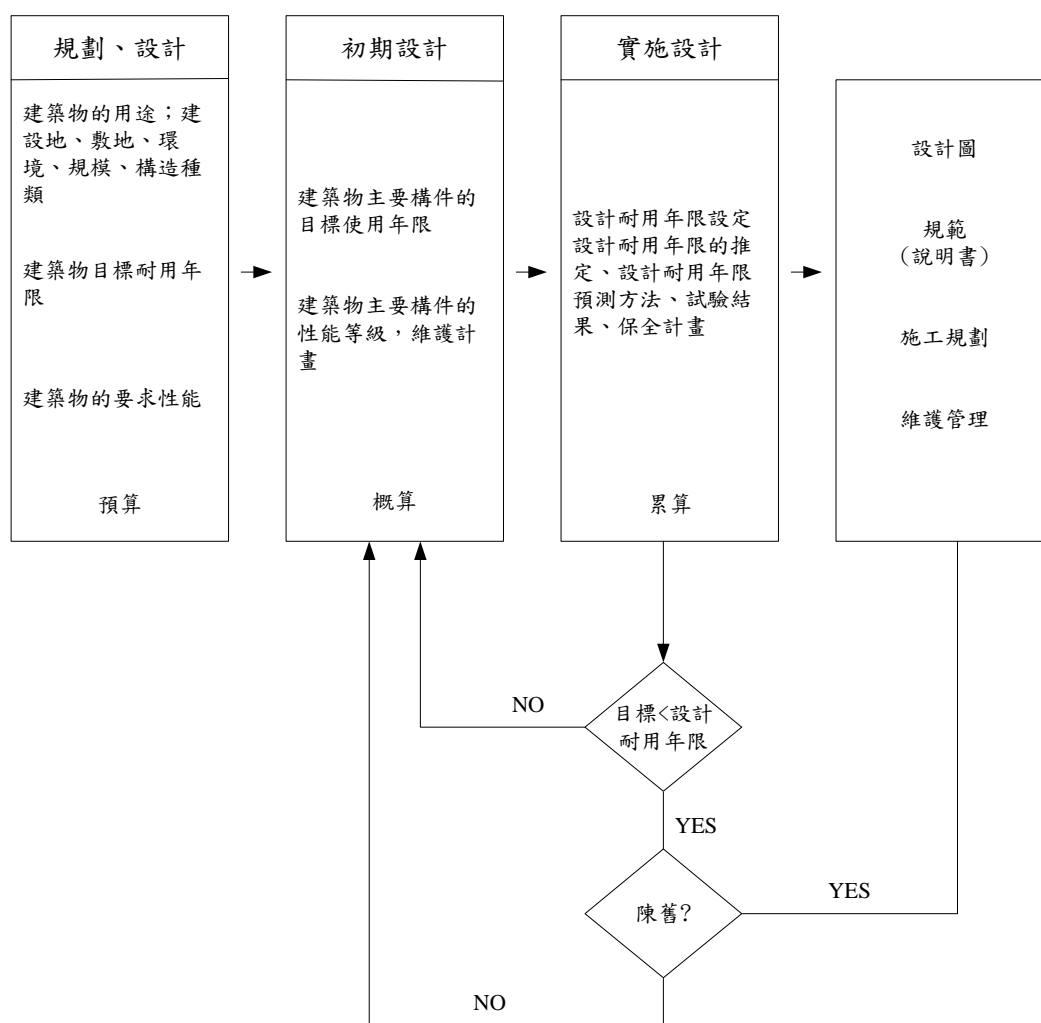 規劃、設計
建築物的用途；建
設地、敷地、環
境、規模、構造種
類
建築物目標耐用年
限
建築物的要求性能
預算
初期設計
建築物主要構件的
目標使用年限
建築物主要構件的
性能等級，維護計
畫
概算
實施設計
設計耐用年限設定
設計耐用年限的推
定、設計耐用年限
預測方法、試驗結
果、保全計畫
累算
設計圖
規範
(說明書)
施工規劃
維護管理
NO
目標<設計
耐用年限
YES
陳舊?
YES
NO